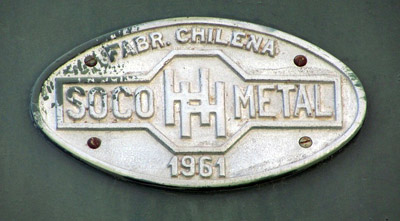 FABR. CHILENA
SOCO METAL
1961